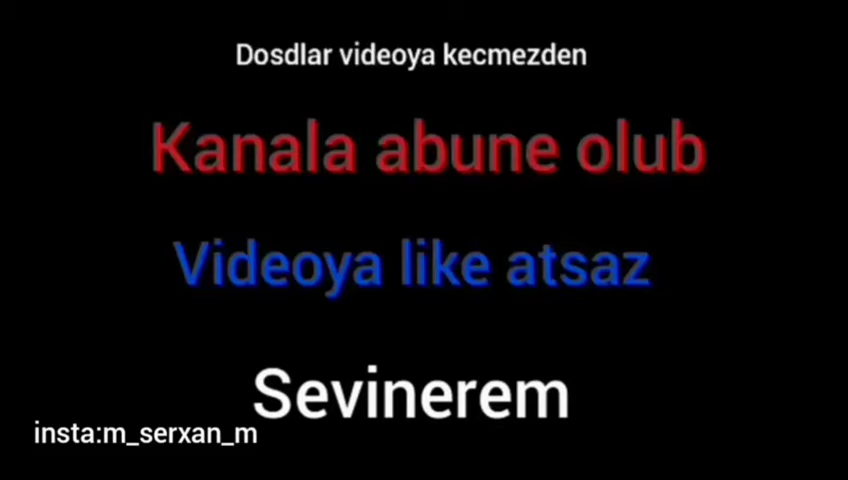 Dosdlar videoya kecmezden
Kanala abune olub
Videoya like atsaz
Sevinerem
insta:m_serxan_m